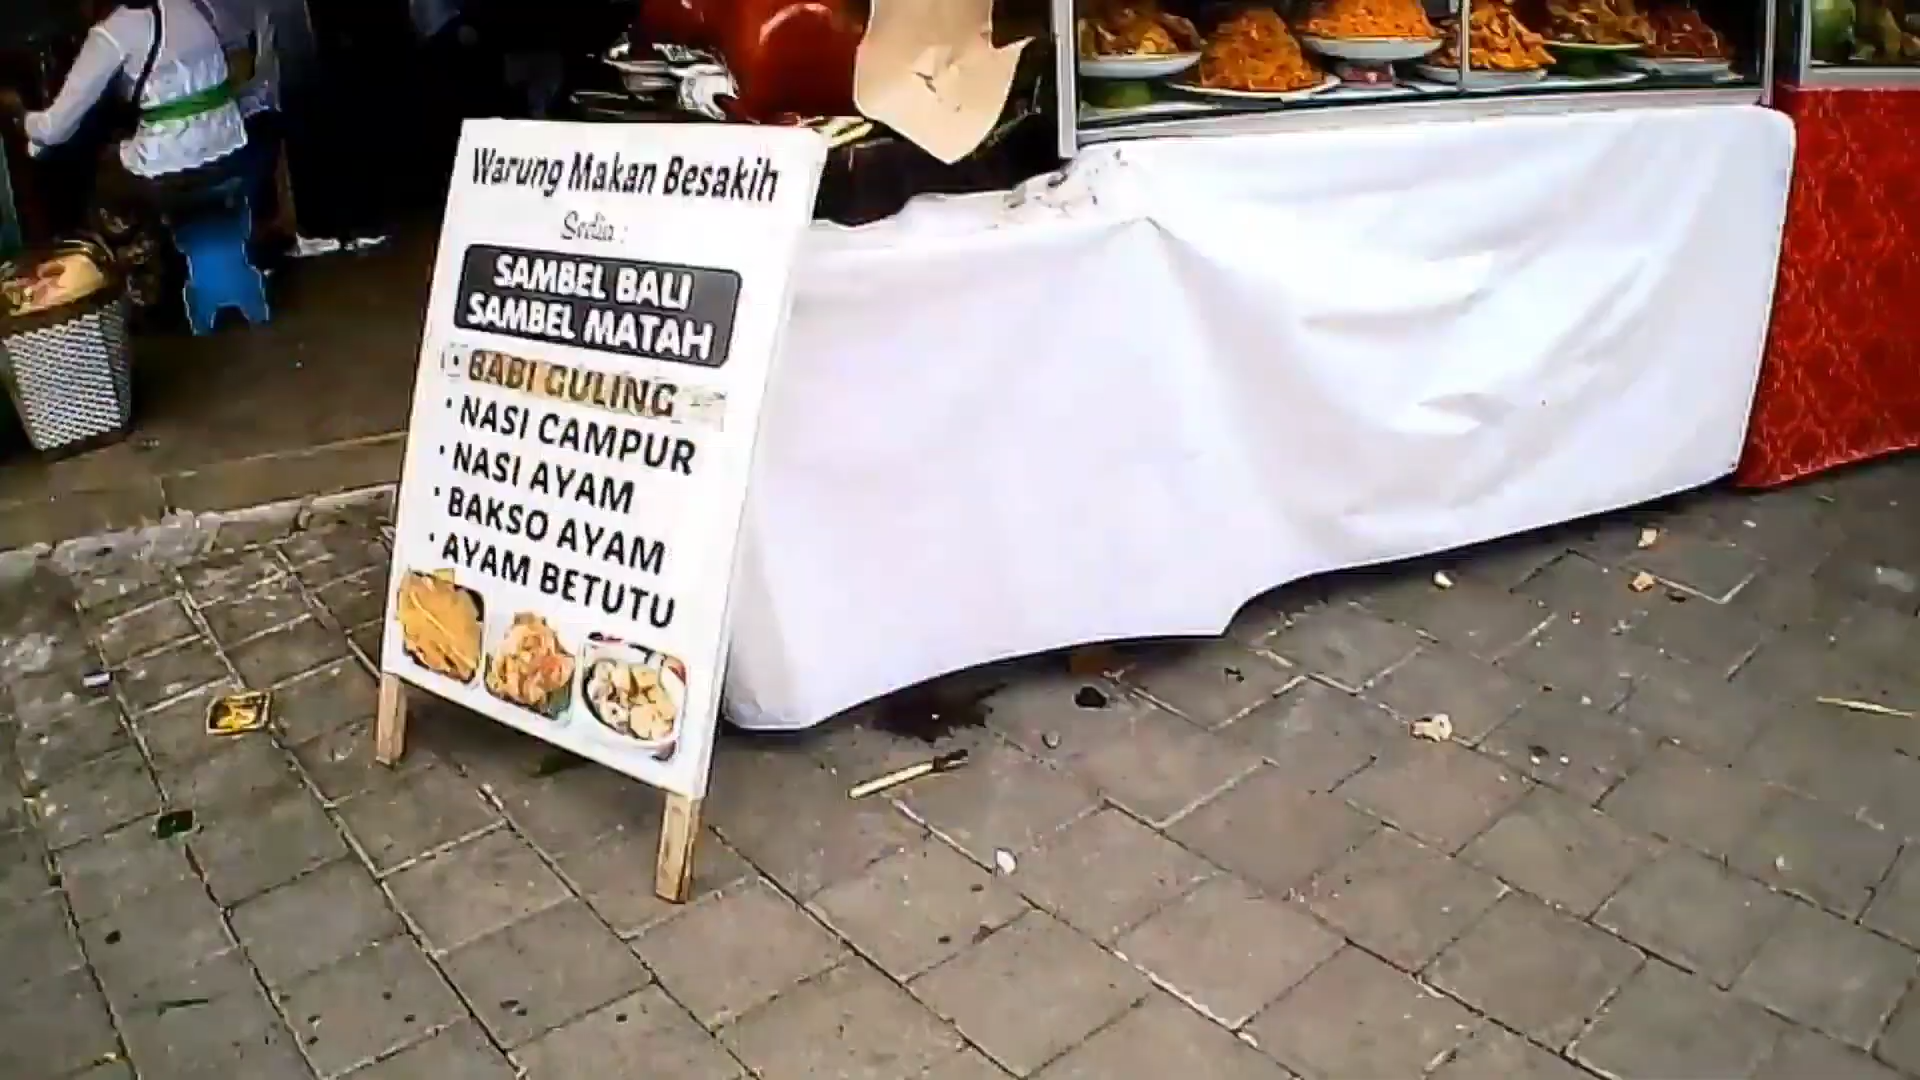 Warung Makan Besakih
Sedia :
SAMBEL BALI
SAMBEL MATAH
• BABI GULING
• NASI CAMPUR
• NASI AYAM
• BAKSO AYAM
• AYAM BETUTU